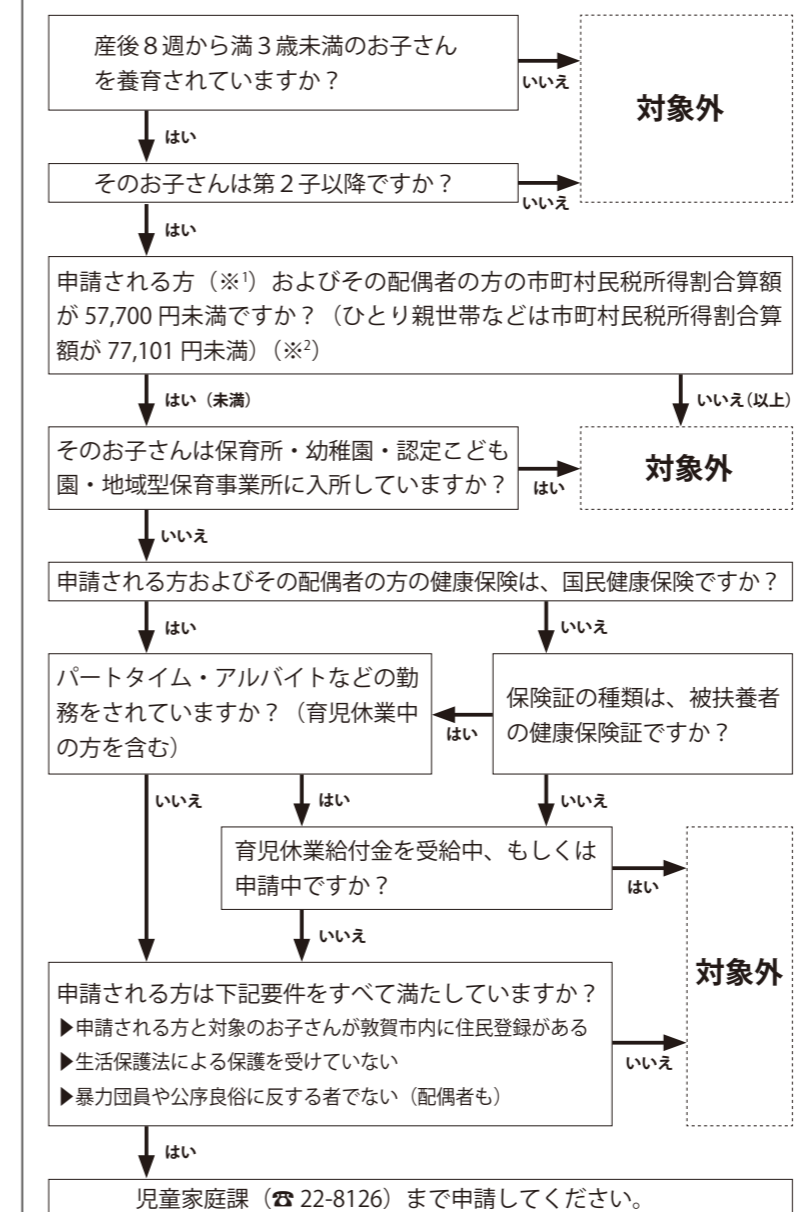 産後8週から満3歳未満のお子さん
を養育されていますか?
いいえ
対象外
はい
そのお子さんは第2子以降ですか?
いいえ
はい
申請される方(※1)およびその配偶者の方の市町村民税所得割合算額
が 57,700 円未満ですか?(ひとり親世帯などは市町村民税所得割合算
額が 77,101 円未満)(※2)
はい(未満)
いいえ(以上)
そのお子さんは保育所・幼稚園・認定こども
園・地域型保育事業所に入所していますか?
はい
対象外
いいえ
申請される方およびその配偶者の方の健康保険は、国民健康保険ですか?
はい
いいえ
パートタイム・アルバイトなどの勤
務をされていますか?(育児休業中
の方を含む)
はい
保険証の種類は、被扶養者
の健康保険証ですか?
いいえ
はい
いいえ
育児休業給付金を受給中、もしくは
申請中ですか?
はい
いいえ
対象外
申請される方は下記要件をすべて満たしていますか?
▶申請される方と対象のお子さんが敦賀市内に住民登録がある
▶生活保護法による保護を受けていない
▶暴力団員や公序良俗に反する者でない(配偶者も)
いいえ
はい
児童家庭課(☎ 22-8126)まで申請してください。